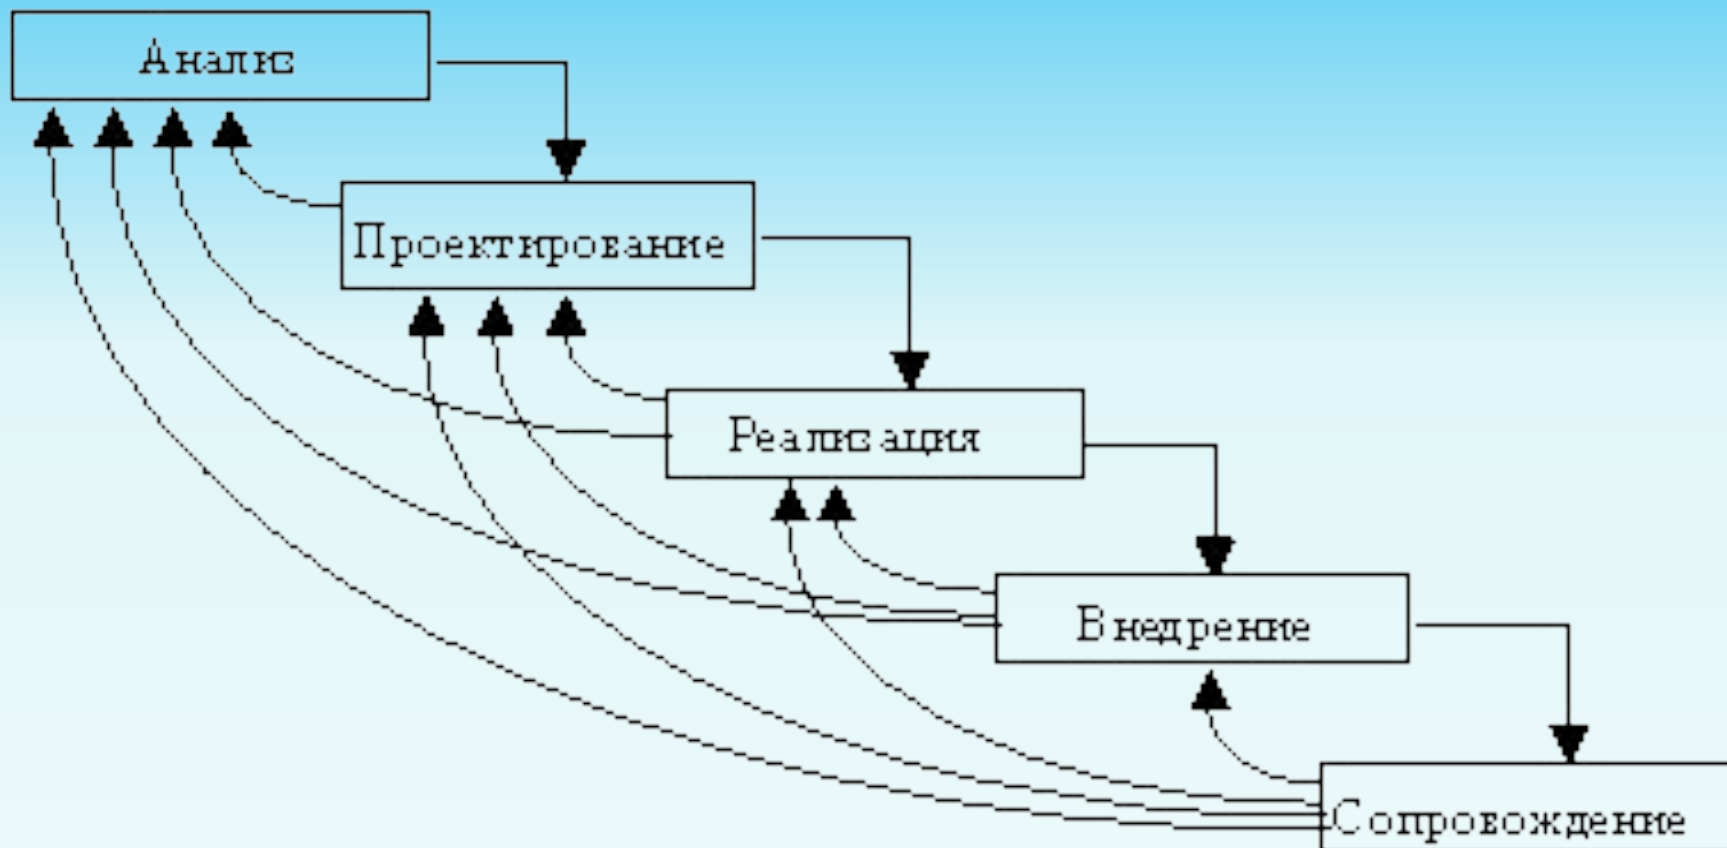 Анализ
Проектирование
Реализация
Внедрение
Сопровождение